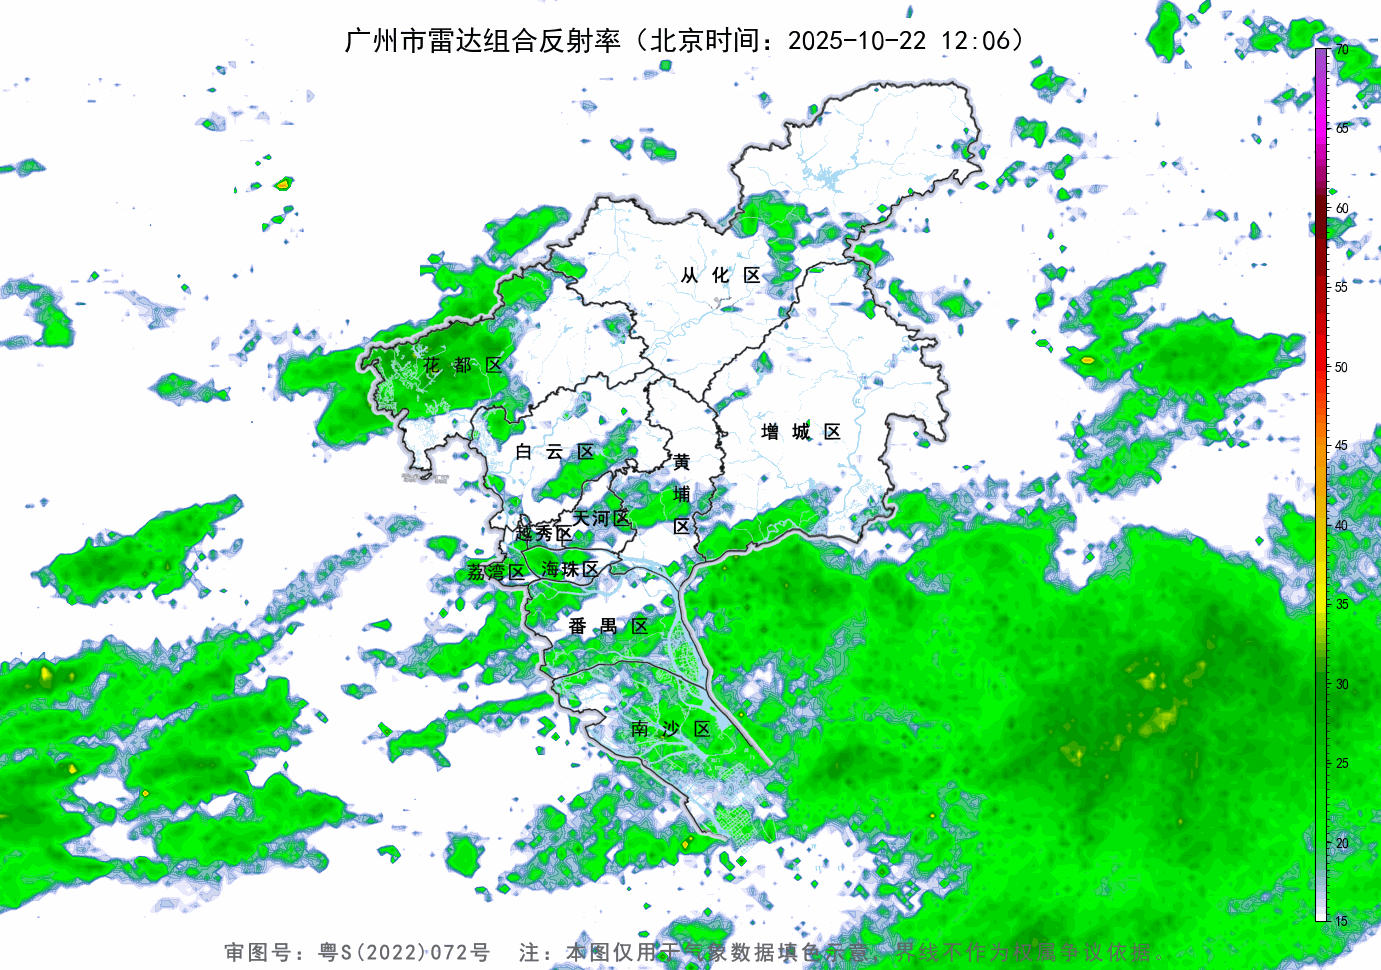 广州市雷达组合反射率（北京时间：2025-10-22 12:06）
70
65
60
55
50
45
40
35
30
25
20
15
从化区
花都区
增城区
白云区
黄埔区
天河区
越秀区
荔湾区
海珠区
番禺区
南沙区
审图号：粤S(2022)072号 注：本图仅用于气象数据填色示意，界线不作为权属争议依据。